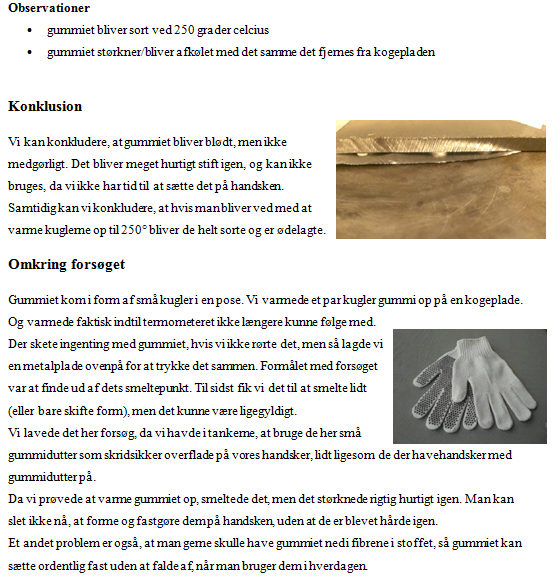 Observationer
• gummiet bliver sort ved 250 grader celcius
• gummiet størkner/bliver afkølet med det samme det fjernes fra kogepladen
Konklusion
Vi kan konkludere, at gummiet bliver blødt, men ikke
medgørligt. Det bliver meget hurtigt stift igen, og kan ikke
bruges, da vi ikke har tid til at sætte det på handsken.
Samtidig kan vi konkludere, at hvis man bliver ved med at
varme kuglerne op til 250° bliver de helt sorte og er ødelagte.
Omkring forsøget
Gummiet kom i form af små kugler i en pose. Vi varmede et par kugler gummi op på en kogeplade.
Og varmede faktisk indtil termometeret ikke længere kunne følge med.
Der skete ingenting med gummiet, hvis vi ikke rørte det, men så lagde vi
en metalplade ovenpå for at trykke det sammen. Formålet med forsøget
var at finde ud af dets smeltepunkt. Til sidst fik vi det til at smelte lidt
(eller bare skifte form), men det kunne være ligegyldigt.
Vi lavede det her forsøg, da vi havde i tankerne, at bruge de her små
gummidutter som skridsikker overflade på vores handsker, lidt ligesom de der havehandsker med
gummidutter på.
Da vi prøvede at varme gummiet op, smeltede det, men det størknede rigtig hurtigt igen. Man kan
slet ikke nå, at forme og fastgøre dem på handsken, uden at de er blevet hårde igen.
Et andet problem er også, at man gerne skulle have gummiet ned i fibrene i stoffet, så gummiet kan
sætte ordentlig fast uden at falde af, når man bruger dem i hverdagen.